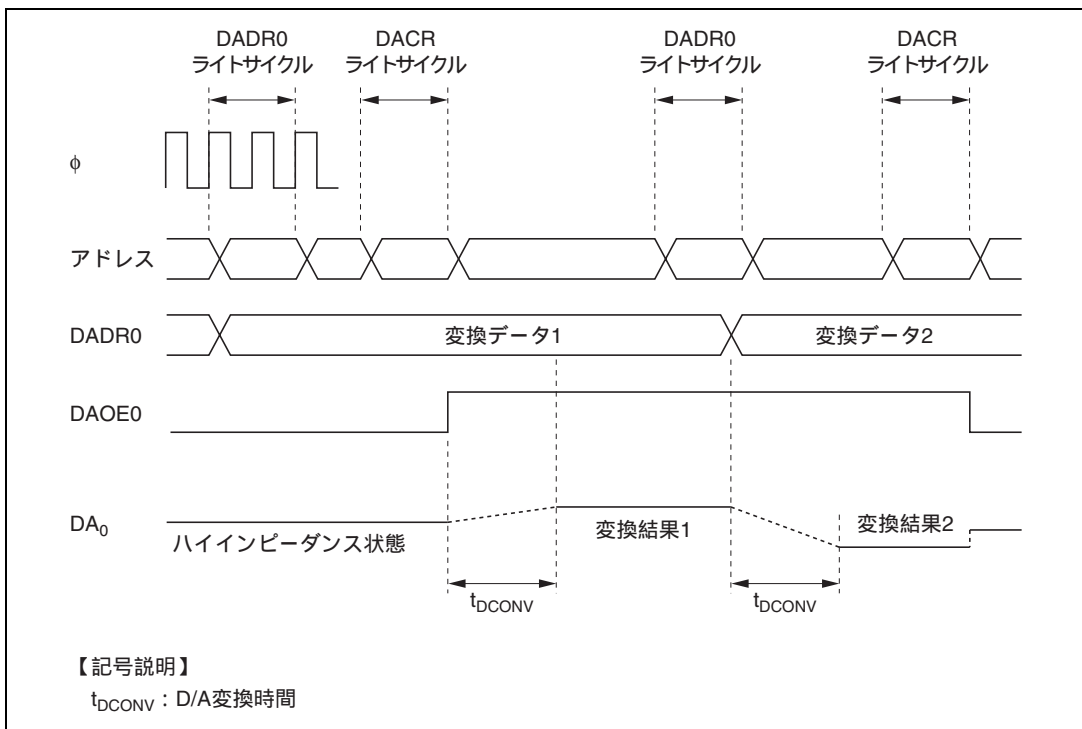 DADR0 DACR DADR0 DACR
ライトサイクル ライトサイクル ライトサイクル ライトサイクル
φ
アドレス
DADR0 変換データ1 変換データ2
DAOE0
DA0 変換結果1 変換結果2
ハイインピーダンス状態
tDCONV tDCONV
【記号説明】
tDCONV：D/A変換時間